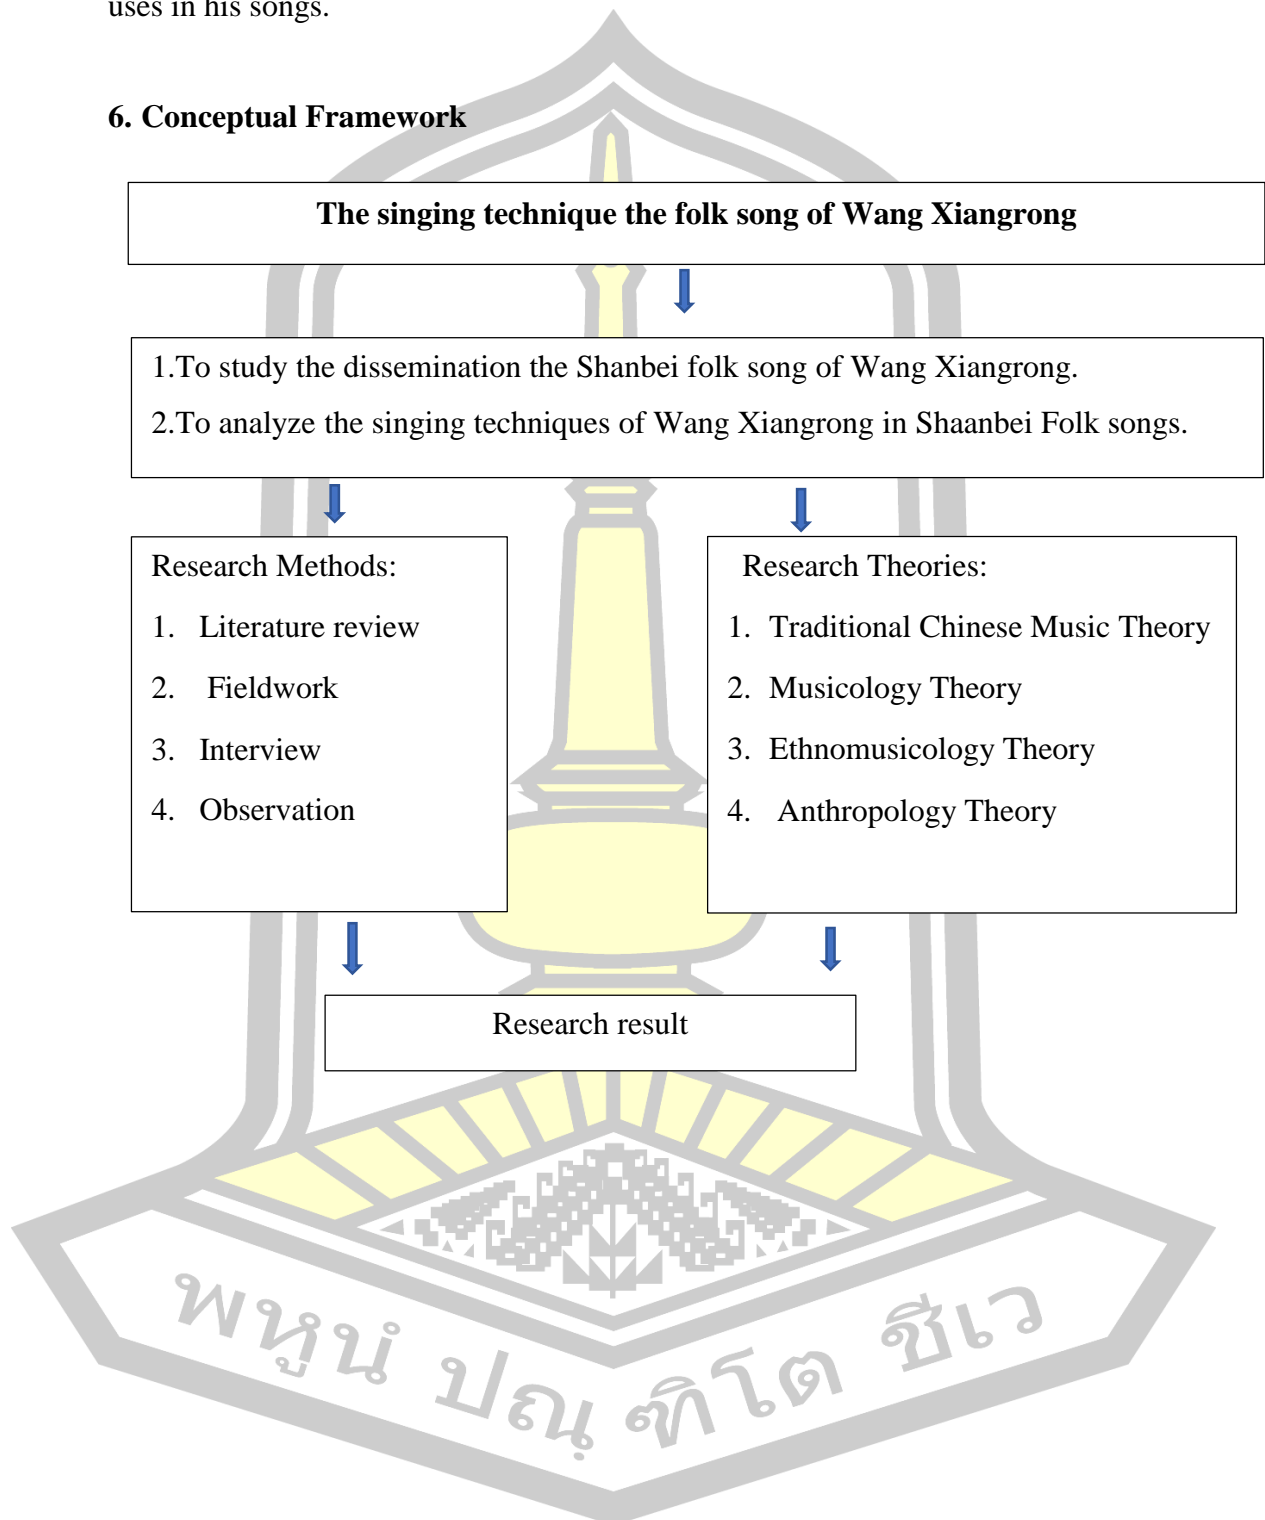 uses in his songs.
6. Conceptual Framework
The singing technique the folk song of Wang Xiangrong
1.To study the dissemination the Shanbei folk song of Wang Xiangrong.
2.To analyze the singing techniques of Wang Xiangrong in Shaanbei Folk songs.
Research Methods:
1. Literature review
2. Fieldwork
3. Interview
4. Observation
Research Theories:
1. Traditional Chinese Music Theory
2. Musicology Theory
3. Ethnomusicology Theory
4. Anthropology Theory
Research result
พหูนํ ปณฺฑิโต ชีเว